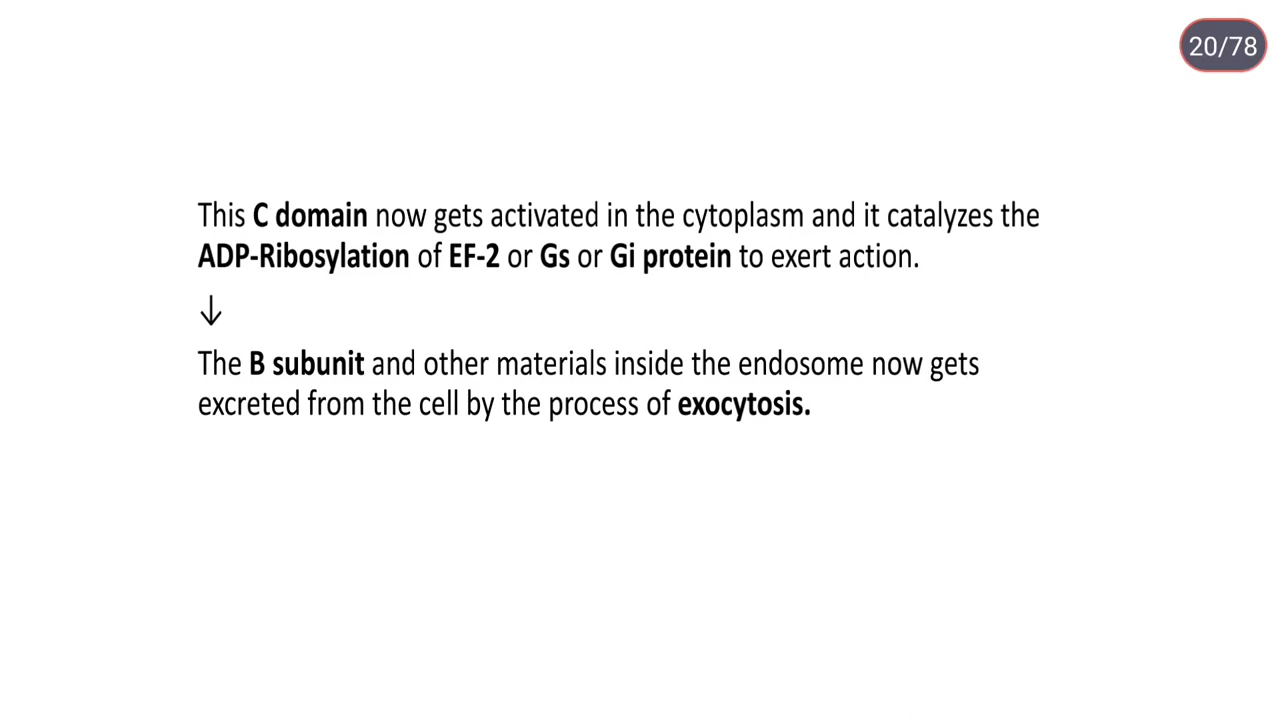 20/78
This C domain now gets activated in the cytoplasm and it catalyzes the
ADP-Ribosylation of EF-2 or Gs or Gi protein to exert action.
↓
The B subunit and other materials inside the endosome now gets
excreted from the cell by the process of exocytosis.